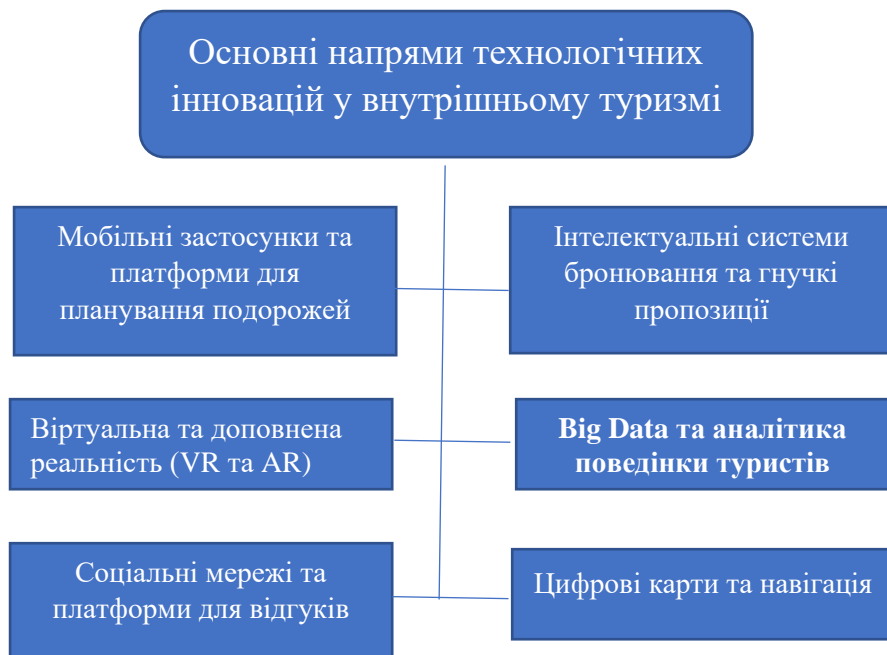 Основні напрями технологічних
інновацій у внутрішньому туризмі
Мобільні застосунки та
платформи для
планування подорожей
Інтелектуальні системи
бронювання та гнучкі
пропозиції
Віртуальна та доповнена
реальність (VR та AR)
Big Data та аналітика
поведінки туристів
Соціальні мережі та
платформи для відгуків
Цифрові карти та навігація